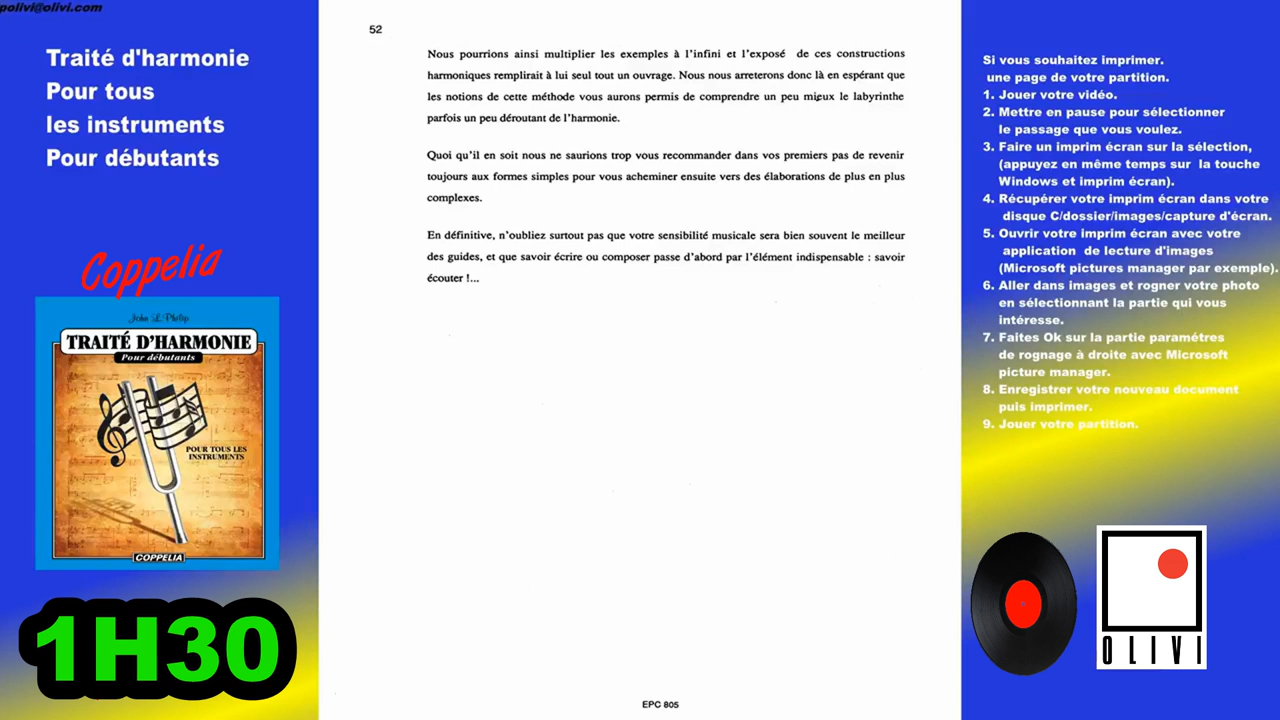 polivi@olivi.com
Traité d'harmonie
Pour tous
les instruments
Pour débutants
Coppelia
John L. Philip
TRAITÉ D'HARMONIE
Pour débutants
POUR TOUS LES
INSTRUMENTS
COPPELIA
1H30
52
Nous pourrions ainsi multiplier les exemples à l'infini et l'exposé de ces constructions
harmoniques remplirait à lui seul tout un ouvrage. Nous nous arreterons donc là en espérant que
les notions de cette méthode vous aurons permis de comprendre un peu mieux le labyrinthe
parfois un peu déroutant de l'harmonie.
Quoi qu'il en soit nous ne saurions trop vous recommander dans vos premiers pas de revenir
toujours aux formes simples pour vous acheminer ensuite vers des élaborations de plus en plus
complexes.
En définitive, n'oubliez surtout pas que votre sensibilité musicale sera bien souvent le meilleur
des guides, et que savoir écrire ou composer passe d'abord par l'élément indispensable : savoir
écouter !...
EPC 805
Si vous souhaitez imprimer.
une page de votre partition.
1. Jouer votre vidéo.
2. Mettre en pause pour sélectionner
le passage que vous voulez.
3. Faire un imprim écran sur la sélection,
(appuyez en même temps sur la touche
Windows et imprim écran).
4. Récupérer votre imprim écran dans votre
disque C/dossier/images/capture d'écran.
5. Ouvrir votre imprim écran avec votre
application de lecture d'images
(Microsoft pictures manager par exemple).
6. Aller dans images et rogner votre photo
en sélectionnant la partie qui vous
intéresse.
7. Faites Ok sur la partie paramétres
de rognage à droite avec Microsoft
picture manager.
8. Enregistrer votre nouveau document
puis imprimer.
9. Jouer votre partition.
OLIVI